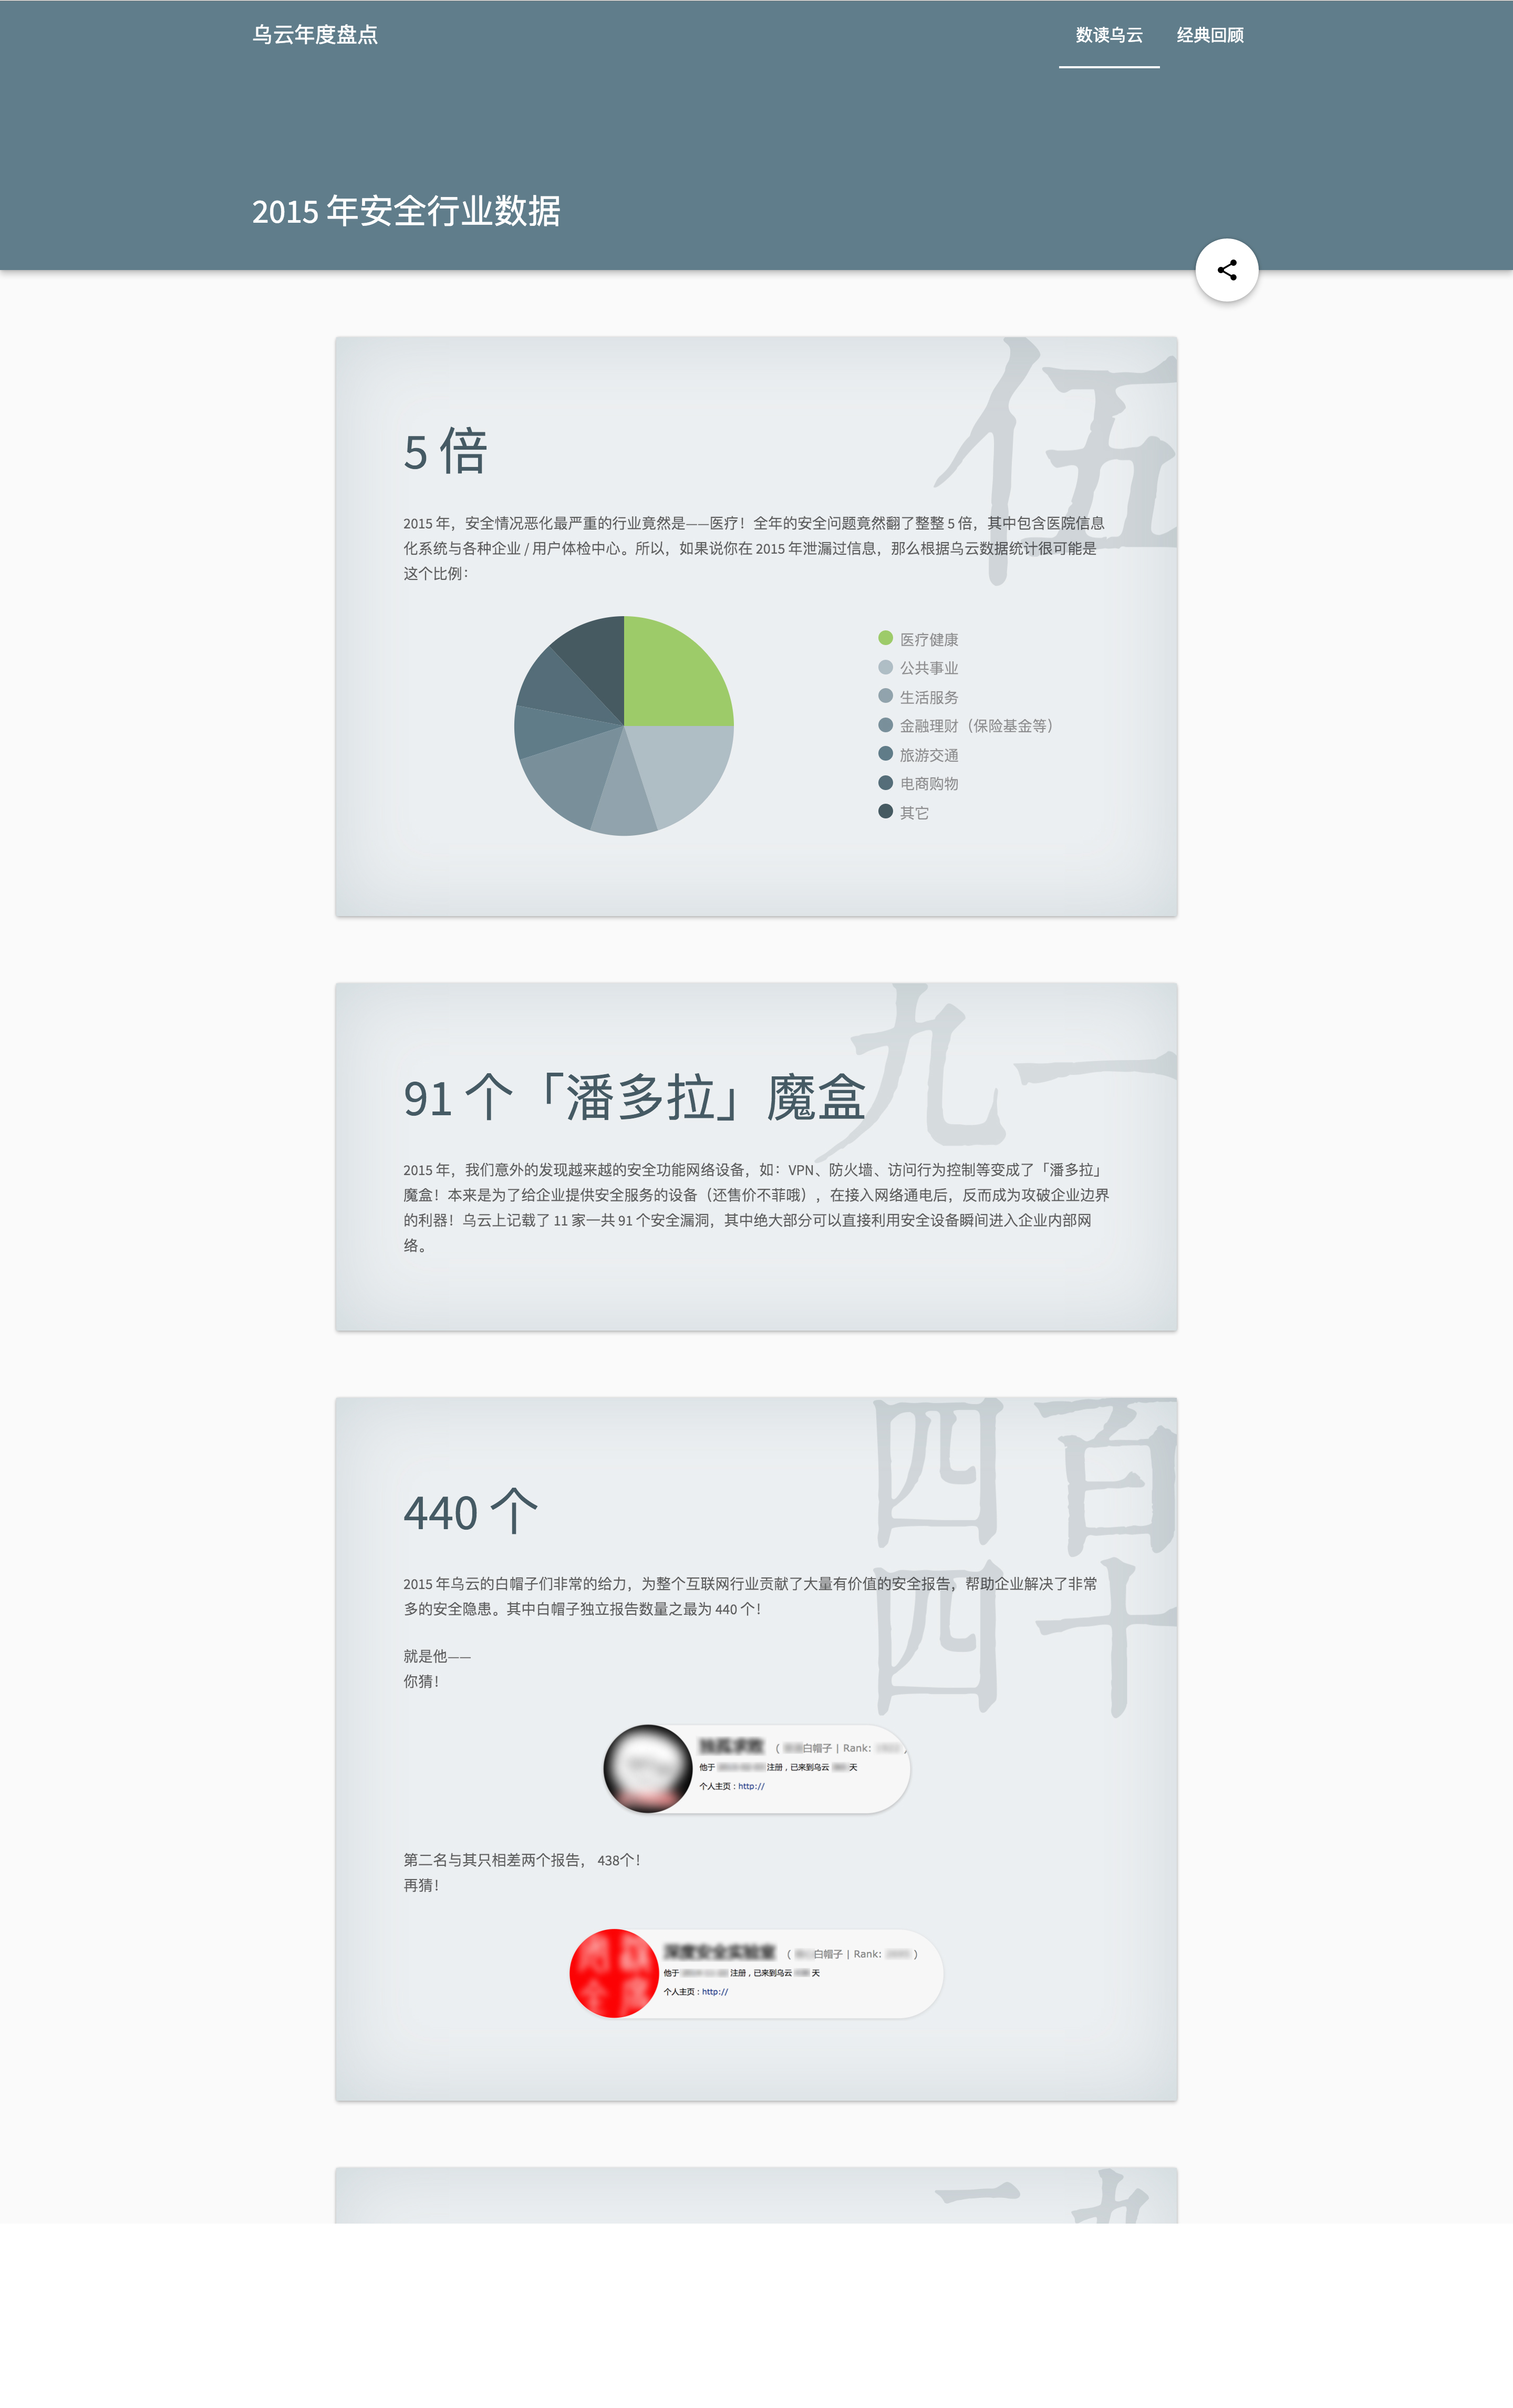 乌云年度盘点
数读乌云 经典回顾
2015 年安全行业数据
伍
5 倍
2015 年，安全情况恶化最严重的行业竟然是——医疗！全年的安全问题竟然翻了整整 5 倍，其中包含医院信息
化系统与各种企业 / 用户体检中心。所以，如果说你在 2015 年泄漏过信息，那么根据乌云数据统计很可能是
这个比例：
医疗健康
公共事业
生活服务
金融理财（保险基金等）
旅游交通
电商购物
其它
九一
91 个「潘多拉」魔盒
2015 年，我们意外的发现越来越的安全功能网络设备，如：VPN、防火墙、访问行为控制等变成了「潘多拉」
魔盒！本来是为了给企业提供安全服务的设备（还售价不菲哦），在接入网络通电后，反而成为攻破企业边界
的利器！乌云上记载了 11 家一共 91 个安全漏洞，其中绝大部分可以直接利用安全设备瞬间进入企业内部网
络。
四百
四十
440 个
2015 年乌云的白帽子们非常的给力，为整个互联网行业贡献了大量有价值的安全报告，帮助企业解决了非常
多的安全隐患。其中白帽子独立报告数量之最为 440 个！
就是他——
你猜！
（ 白帽子 | Rank:
他于 注册，已来到乌云 天
个人主页：http://
第二名与其只相差两个报告， 438个！
再猜！
（ 白帽子 | Rank: ）
他于 注册，已来到乌云 天
个人主页：http://